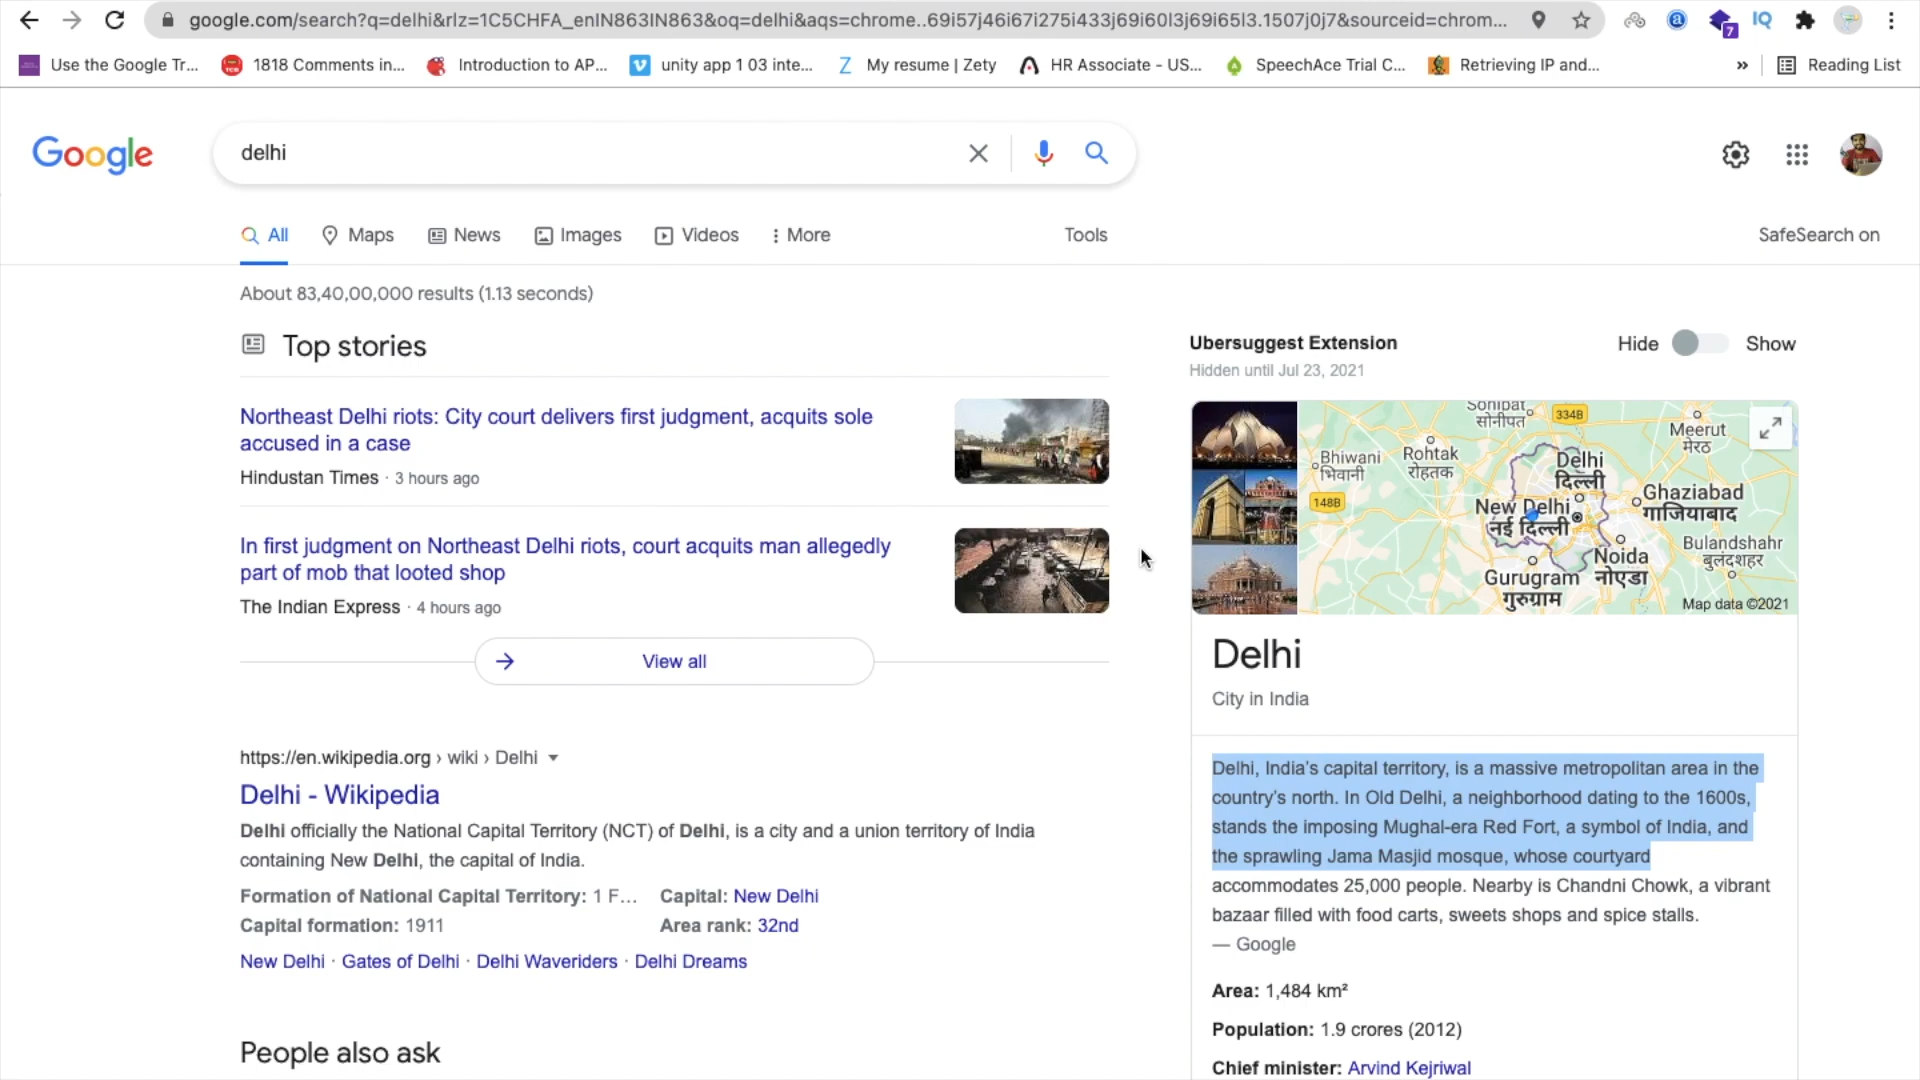 google.com/search?q=delhi&rlz=1C5CHFA_enIN863IN863&oq=delhi&aqs=chrome..69i57j46i67i275i433j69i60l3j69i65l3.1507j0j7&sourceid=chrom...
7
IQ
Use the Google Tr...
1818 Comments in...
Introduction to AP...
unity app 1 03 inte...
My resume | Zety
HR Associate - US...
SpeechAce Trial C...
Retrieving IP and...
»
Reading List
Google
delhi
All
Maps
News
Images
Videos
More
Tools
SafeSearch on
About 83,40,00,000 results (1.13 seconds)
Top stories
Northeast Delhi riots: City court delivers first judgment, acquits sole
accused in a case
Hindustan Times · 3 hours ago
In first judgment on Northeast Delhi riots, court acquits man allegedly
part of mob that looted shop
The Indian Express · 4 hours ago
View all
https://en.wikipedia.org › wiki › Delhi
Delhi - Wikipedia
Delhi officially the National Capital Territory (NCT) of Delhi, is a city and a union territory of India
containing New Delhi, the capital of India.
Formation of National Capital Territory: 1 F... Capital: New Delhi
Capital formation: 1911 Area rank: 32nd
New Delhi · Gates of Delhi · Delhi Waveriders · Delhi Dreams
People also ask
Ubersuggest Extension
Hide
Show
Hidden until Jul 23, 2021
Sonipat
सोनीपत
334B
Meerut
मेरठ
Bhiwani
भिवानी
Rohtak
रोहतक
Delhi
दिल्ली
148B
New Delhi
नई दिल्ली
Ghaziabad
गाजियाबाद
Noida
नोएडा
Bulandshahr
बुलंदशहर
Gurugram
गुरुग्राम
Map data ©2021
Delhi
City in India
Delhi, India's capital territory, is a massive metropolitan area in the
country's north. In Old Delhi, a neighborhood dating to the 1600s,
stands the imposing Mughal-era Red Fort, a symbol of India, and
the sprawling Jama Masjid mosque, whose courtyard
accommodates 25,000 people. Nearby is Chandni Chowk, a vibrant
bazaar filled with food carts, sweets shops and spice stalls.
— Google
Area: 1,484 km²
Population: 1.9 crores (2012)
Chief minister: Arvind Kejriwal